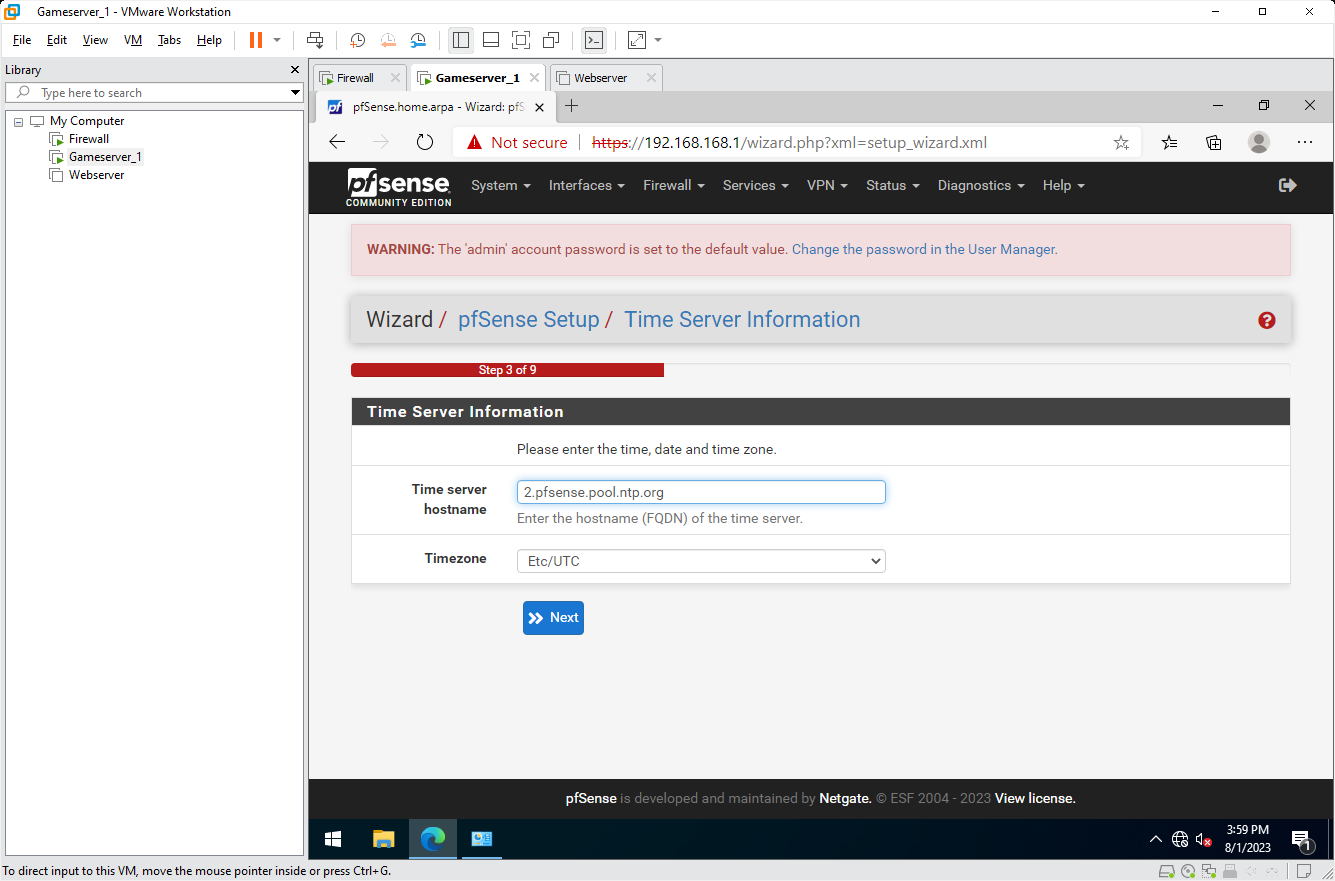 Gameserver_1 - VMware Workstation
File Edit View VM Tabs Help
Library
Type here to search
My Computer
Firewall
Gameserver_1
Webserver
Firewall Gameserver_1 Webserver
pfSense.home.arpa - Wizard: pfS
Not secure https://192.168.168.1/wizard.php?xml=setup_wizard.xml
pfsense
COMMUNITY EDITION
System Interfaces Firewall Services VPN Status Diagnostics Help
WARNING: The 'admin' account password is set to the default value. Change the password in the User Manager.
Wizard / pfSense Setup / Time Server Information
Step 3 of 9
Time Server Information
Please enter the time, date and time zone.
Time server
hostname
2.pfsense.pool.ntp.org
Enter the hostname (FQDN) of the time server.
Timezone
Etc/UTC
Next
pfSense is developed and maintained by Netgate. © ESF 2004 - 2023 View license.
3:59 PM
8/1/2023
1
To direct input to this VM, move the mouse pointer inside or press Ctrl+G.